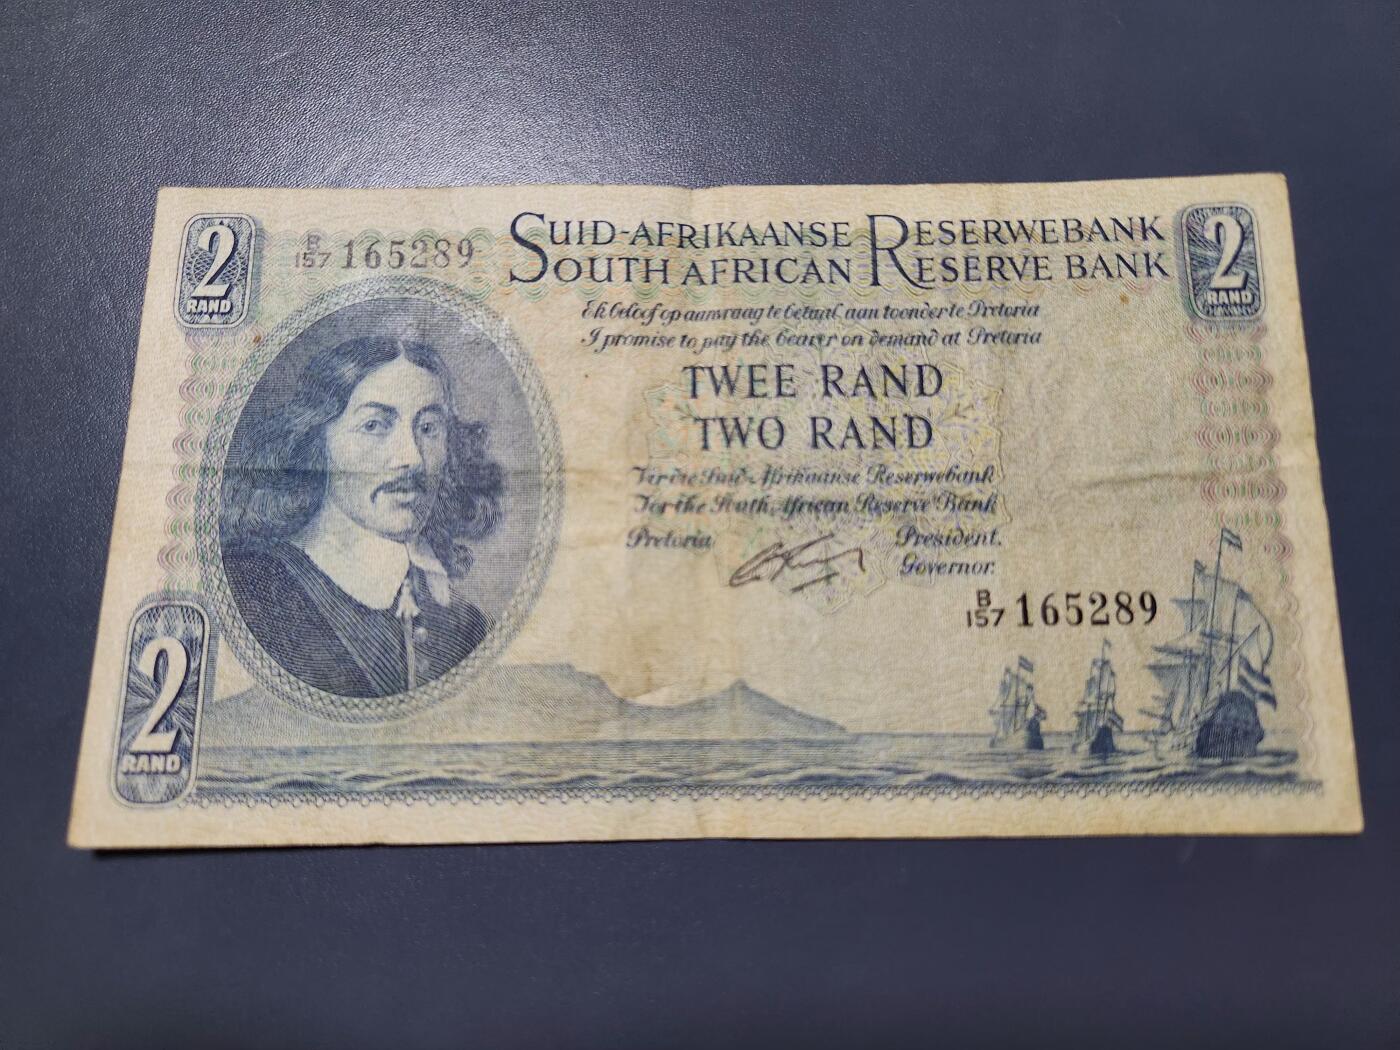 2
RAND
B/157 165289
SUID-AFRIKAANSE RESERWEBANK
SOUTH AFRICAN RESERVE BANK
2
RAND
Ek beloof op aanvraag te betaal aan toonder te Pretoria
I promise to pay the bearer on demand at Pretoria
TWEE RAND
TWO RAND
Vir die Suid-Afrikaanse Reserwebank
For the South African Reserve Bank
Pretoria
President.
Governor.
B/157 165289
2
RAND